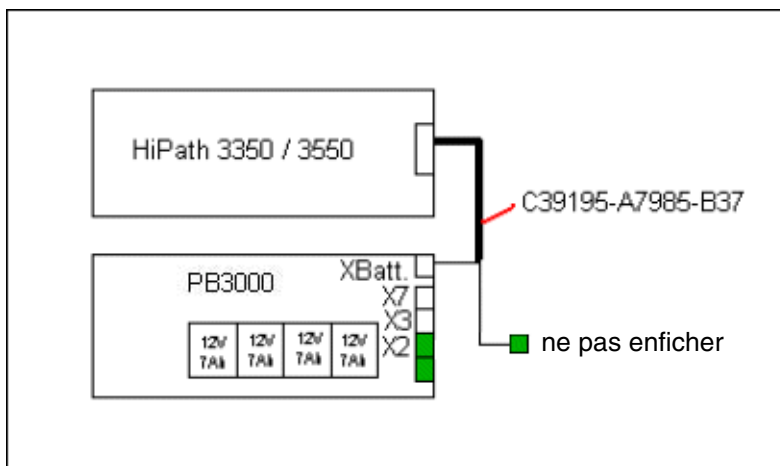 HiPath 3350 / 3550
C39195-A7985-B37
PB3000
XBatt.
X7
X3
X2
12V 12V 12V 12V
7Ah 7Ah 7Ah 7Ah
ne pas enficher